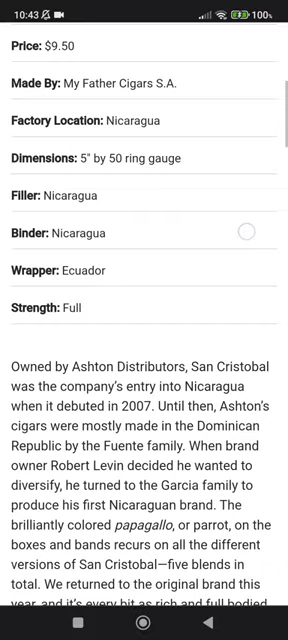 10:43 100%
Price: $9.50
Made By: My Father Cigars S.A.
Factory Location: Nicaragua
Dimensions: 5" by 50 ring gauge
Filler: Nicaragua
Binder: Nicaragua
Wrapper: Ecuador
Strength: Full
Owned by Ashton Distributors, San Cristobal
was the company’s entry into Nicaragua
when it debuted in 2007. Until then, Ashton’s
cigars were mostly made in the Dominican
Republic by the Fuente family. When brand
owner Robert Levin decided he wanted to
diversify, he turned to the Garcia family to
produce his first Nicaraguan brand. The
brilliantly colored papagallo, or parrot, on the
boxes and bands recurs on all the different
versions of San Cristobal—five blends in
total. We returned to the original brand this
year, and it’s every bit as rich and full bodied